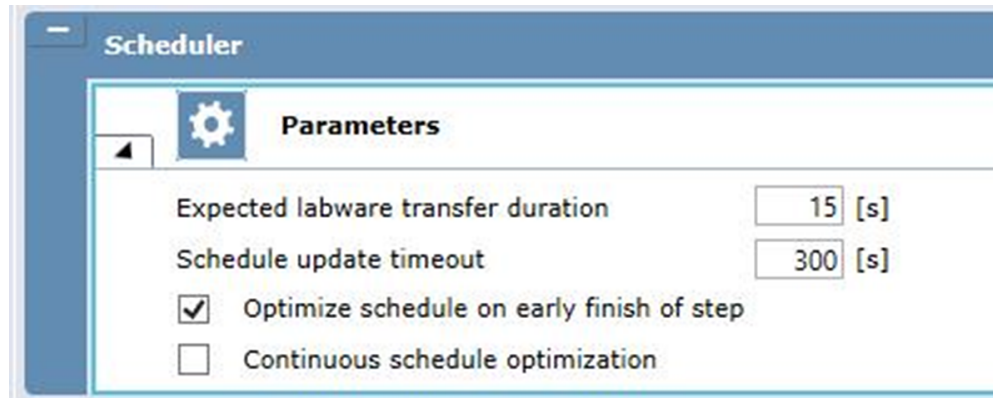 Scheduler
Parameters
Expected labware transfer duration 15 [s]
Schedule update timeout 300 [s]
Optimize schedule on early finish of step
Continuous schedule optimization